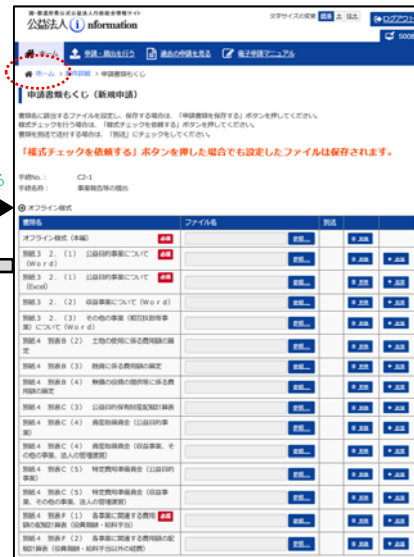 国・都道府県公式公益法人行政総合情報サイト
公益法人 information
文字サイズの変更 標準 大 特大
ログアウト
ホーム
申請・届出を行う
過去の申請を見る
電子申請マニュアル
ホーム > 申請詳細 > 申請書類もくじ
申請書類もくじ（新規申請）
書類名に該当するファイルを設定し、保存する場合は、「申請書類を保存する」ボタンを押してください。
様式チェックを行う場合は、「様式チェックを依頼する」ボタンを押してください。
書類を別送で送付する場合は、「別送」にチェックをしてください。
「様式チェックを依頼する」ボタンを押した場合でも設定したファイルは保存されます。
手続No. : C2-1
手続名称 : 事業報告等の提出
オフライン様式
書類名 ファイル名 別送
オフライン様式（本編） 必須
別紙3 2．（1） 公益目的事業について（Word） 必須
別紙3 2．（1） 公益目的事業について（Excel） 必須
別紙3 2．（2） 収益事業について（Word）
別紙3 2．（3） その他の事業（相互扶助等事業）について（Word）
別紙4 別表B（2） 土地の使用に係る費用額の算定
別紙4 別表B（3） 融資に係る費用額の算定
別紙4 別表B（4） 無償の役務の提供等に係る費用額の算定
別紙4 別表C（3） 公益目的保有財産配賦計算表
別紙4 別表C（4） 資産取得資金（公益目的事業）
別紙4 別表C（4） 資産取得資金（収益事業、その他の事業、法人の管理運営）
別紙4 別表C（5） 特定費用準備資金（公益目的事業）
別紙4 別表C（5） 特定費用準備資金（収益事業、その他の事業、法人の管理運営）
別紙4 別表F（1） 各事業に関連する費用額の配賦計算表（役員報酬・給料手当） 必須
別紙4 別表F（2） 各事業に関連する費用額の配賦計算表（役員報酬・給料手当以外の経費）